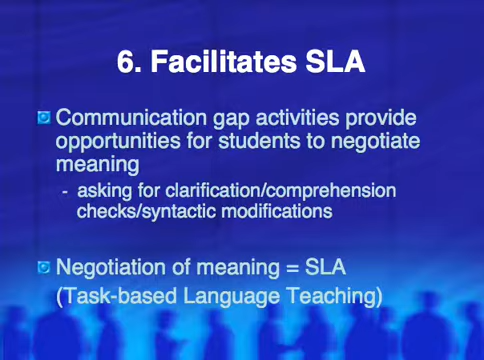 6. Facilitates SLA
Communication gap activities provide
opportunities for students to negotiate
meaning
- asking for clarification/comprehension
checks/syntactic modifications
Negotiation of meaning = SLA
(Task-based Language Teaching)